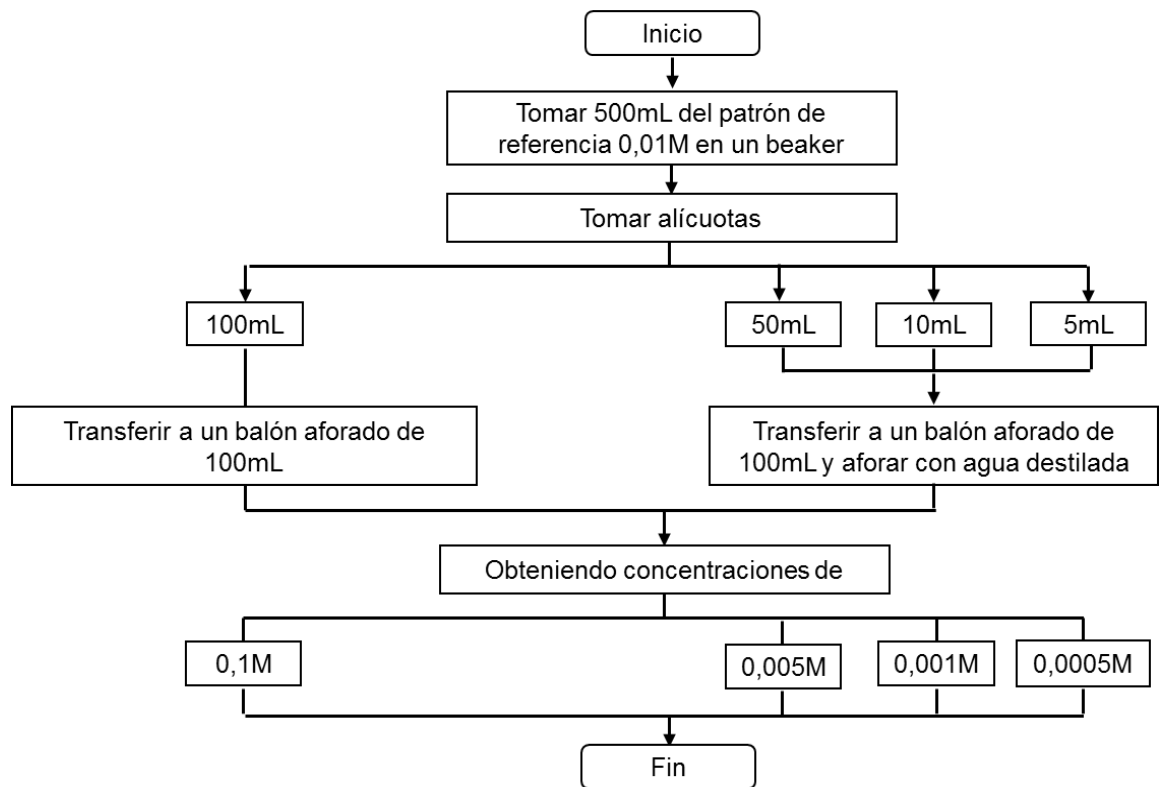 Inicio
Tomar 500mL del patrón de
referencia 0,01M en un beaker
Tomar alícuotas
100mL
50mL
10mL
5mL
Transferir a un balón aforado de
100mL
Transferir a un balón aforado de
100mL y aforar con agua destilada
Obteniendo concentraciones de
0,1M
0,005M
0,001M
0,0005M
Fin